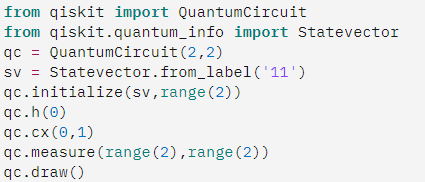 from qiskit import QuantumCircuit
from qiskit.quantum_info import Statevector
qc = QuantumCircuit(2,2)
sv = Statevector.from_label('11')
qc.initialize(sv,range(2))
qc.h(0)
qc.cx(0,1)
qc.measure(range(2),range(2))
qc.draw()